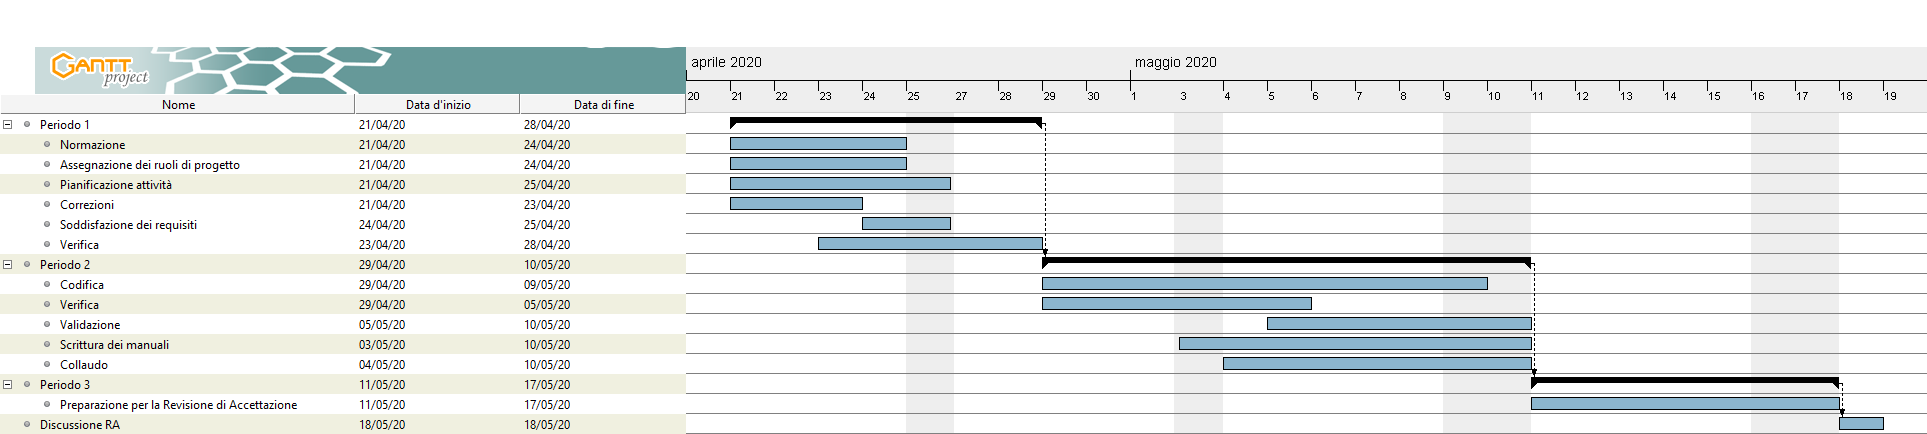 GANTT
project
aprile 2020 maggio 2020
Nome Data d'inizio Data di fine
20 21 22 23 24 25 27 28 29 30 1 3 4 5 6 7 8 9 10 11 12 13 14 15 16 17 18 19
Periodo 1 21/04/20 28/04/20
Normazione 21/04/20 24/04/20
Assegnazione dei ruoli di progetto 21/04/20 24/04/20
Pianificazione attività 21/04/20 25/04/20
Correzioni 21/04/20 23/04/20
Soddisfazione dei requisiti 24/04/20 25/04/20
Verifica 23/04/20 28/04/20
Periodo 2 29/04/20 10/05/20
Codifica 29/04/20 09/05/20
Verifica 29/04/20 05/05/20
Validazione 05/05/20 10/05/20
Scrittura dei manuali 03/05/20 10/05/20
Collaudo 04/05/20 10/05/20
Periodo 3 11/05/20 17/05/20
Preparazione per la Revisione di Accettazione 11/05/20 17/05/20
Discussione RA 18/05/20 18/05/20